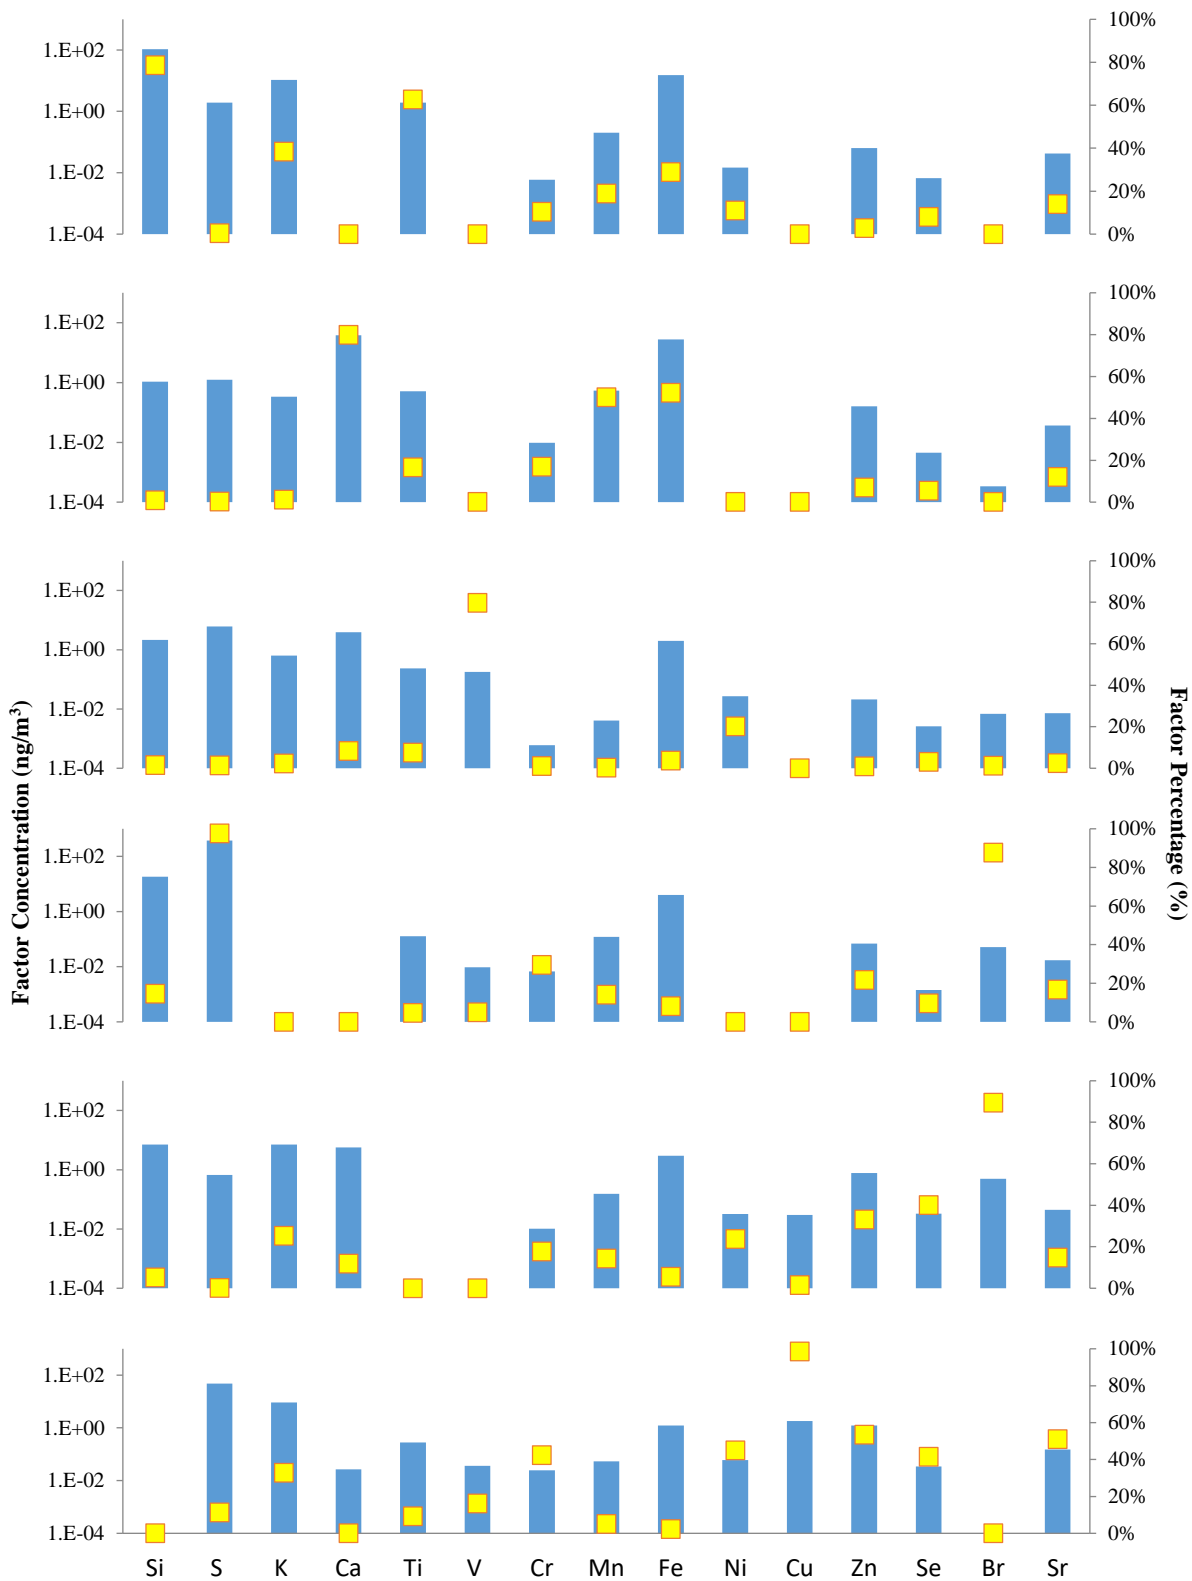 100%
1.E+02
80%
1.E+00
60%
40%
1.E-02
20%
1.E-04
0%
100%
1.E+02
80%
1.E+00
60%
40%
1.E-02
20%
1.E-04
0%
100%
1.E+02
80%
1.E+00
60%
40%
1.E-02
20%
1.E-04
0%
Factor Concentration (ng/m³)
Factor Percentage (%)
100%
1.E+02
80%
1.E+00
60%
40%
1.E-02
20%
1.E-04
0%
100%
1.E+02
80%
1.E+00
60%
40%
1.E-02
20%
1.E-04
0%
100%
1.E+02
80%
1.E+00
60%
40%
1.E-02
20%
1.E-04
0%
Si S K Ca Ti V Cr Mn Fe Ni Cu Zn Se Br Sr